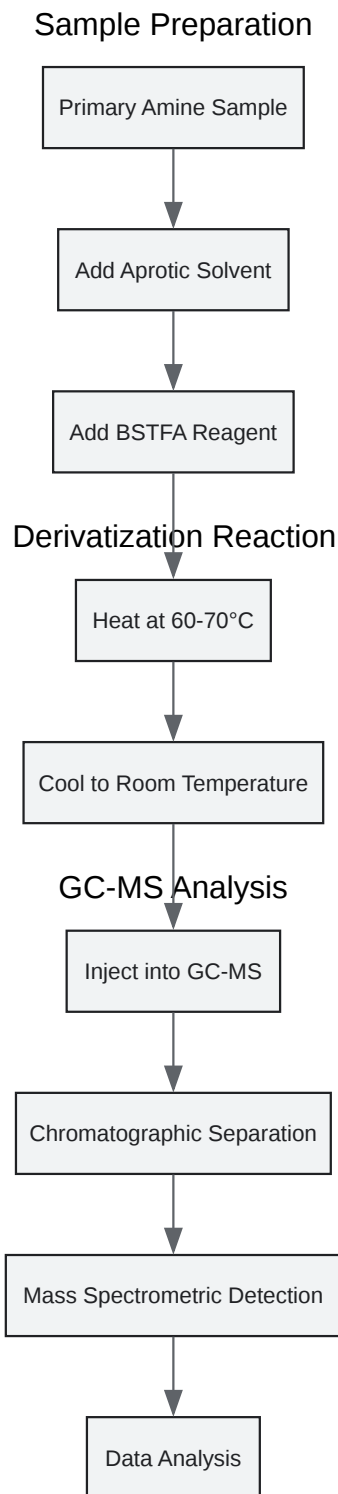 Sample Preparation
Primary Amine Sample
Add Aprotic Solvent
Add BSTFA Reagent
Derivatization Reaction
Heat at 60-70°C
Cool to Room Temperature
GC-MS Analysis
Inject into GC-MS
Chromatographic Separation
Mass Spectrometric Detection
Data Analysis